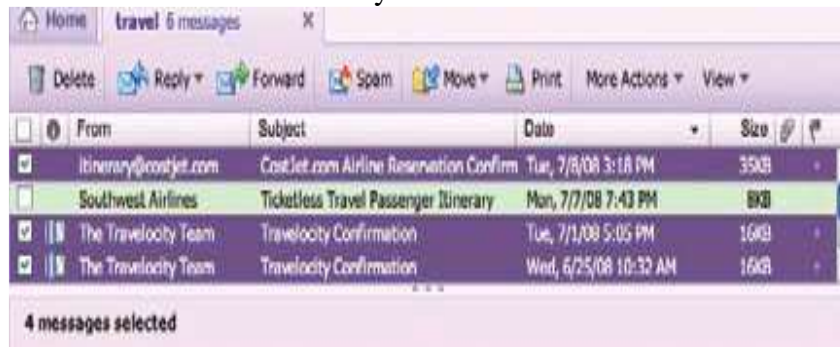 Home travel 6 messages X
Delete Reply Forward Spam Move Print More Actions View
From Subject Date Size
itinerary@costjet.com CostJet.com Airline Reservation Confirm Tue, 7/8/08 3:18 PM 35KB
Southwest Airlines Ticketless Travel Passenger Itinerary Mon, 7/7/08 7:43 PM 8KB
The Travelocity Team Travelocity Confirmation Tue, 7/1/08 5:05 PM 16KB
The Travelocity Team Travelocity Confirmation Wed, 6/25/08 10:32 AM 16KB
4 messages selected